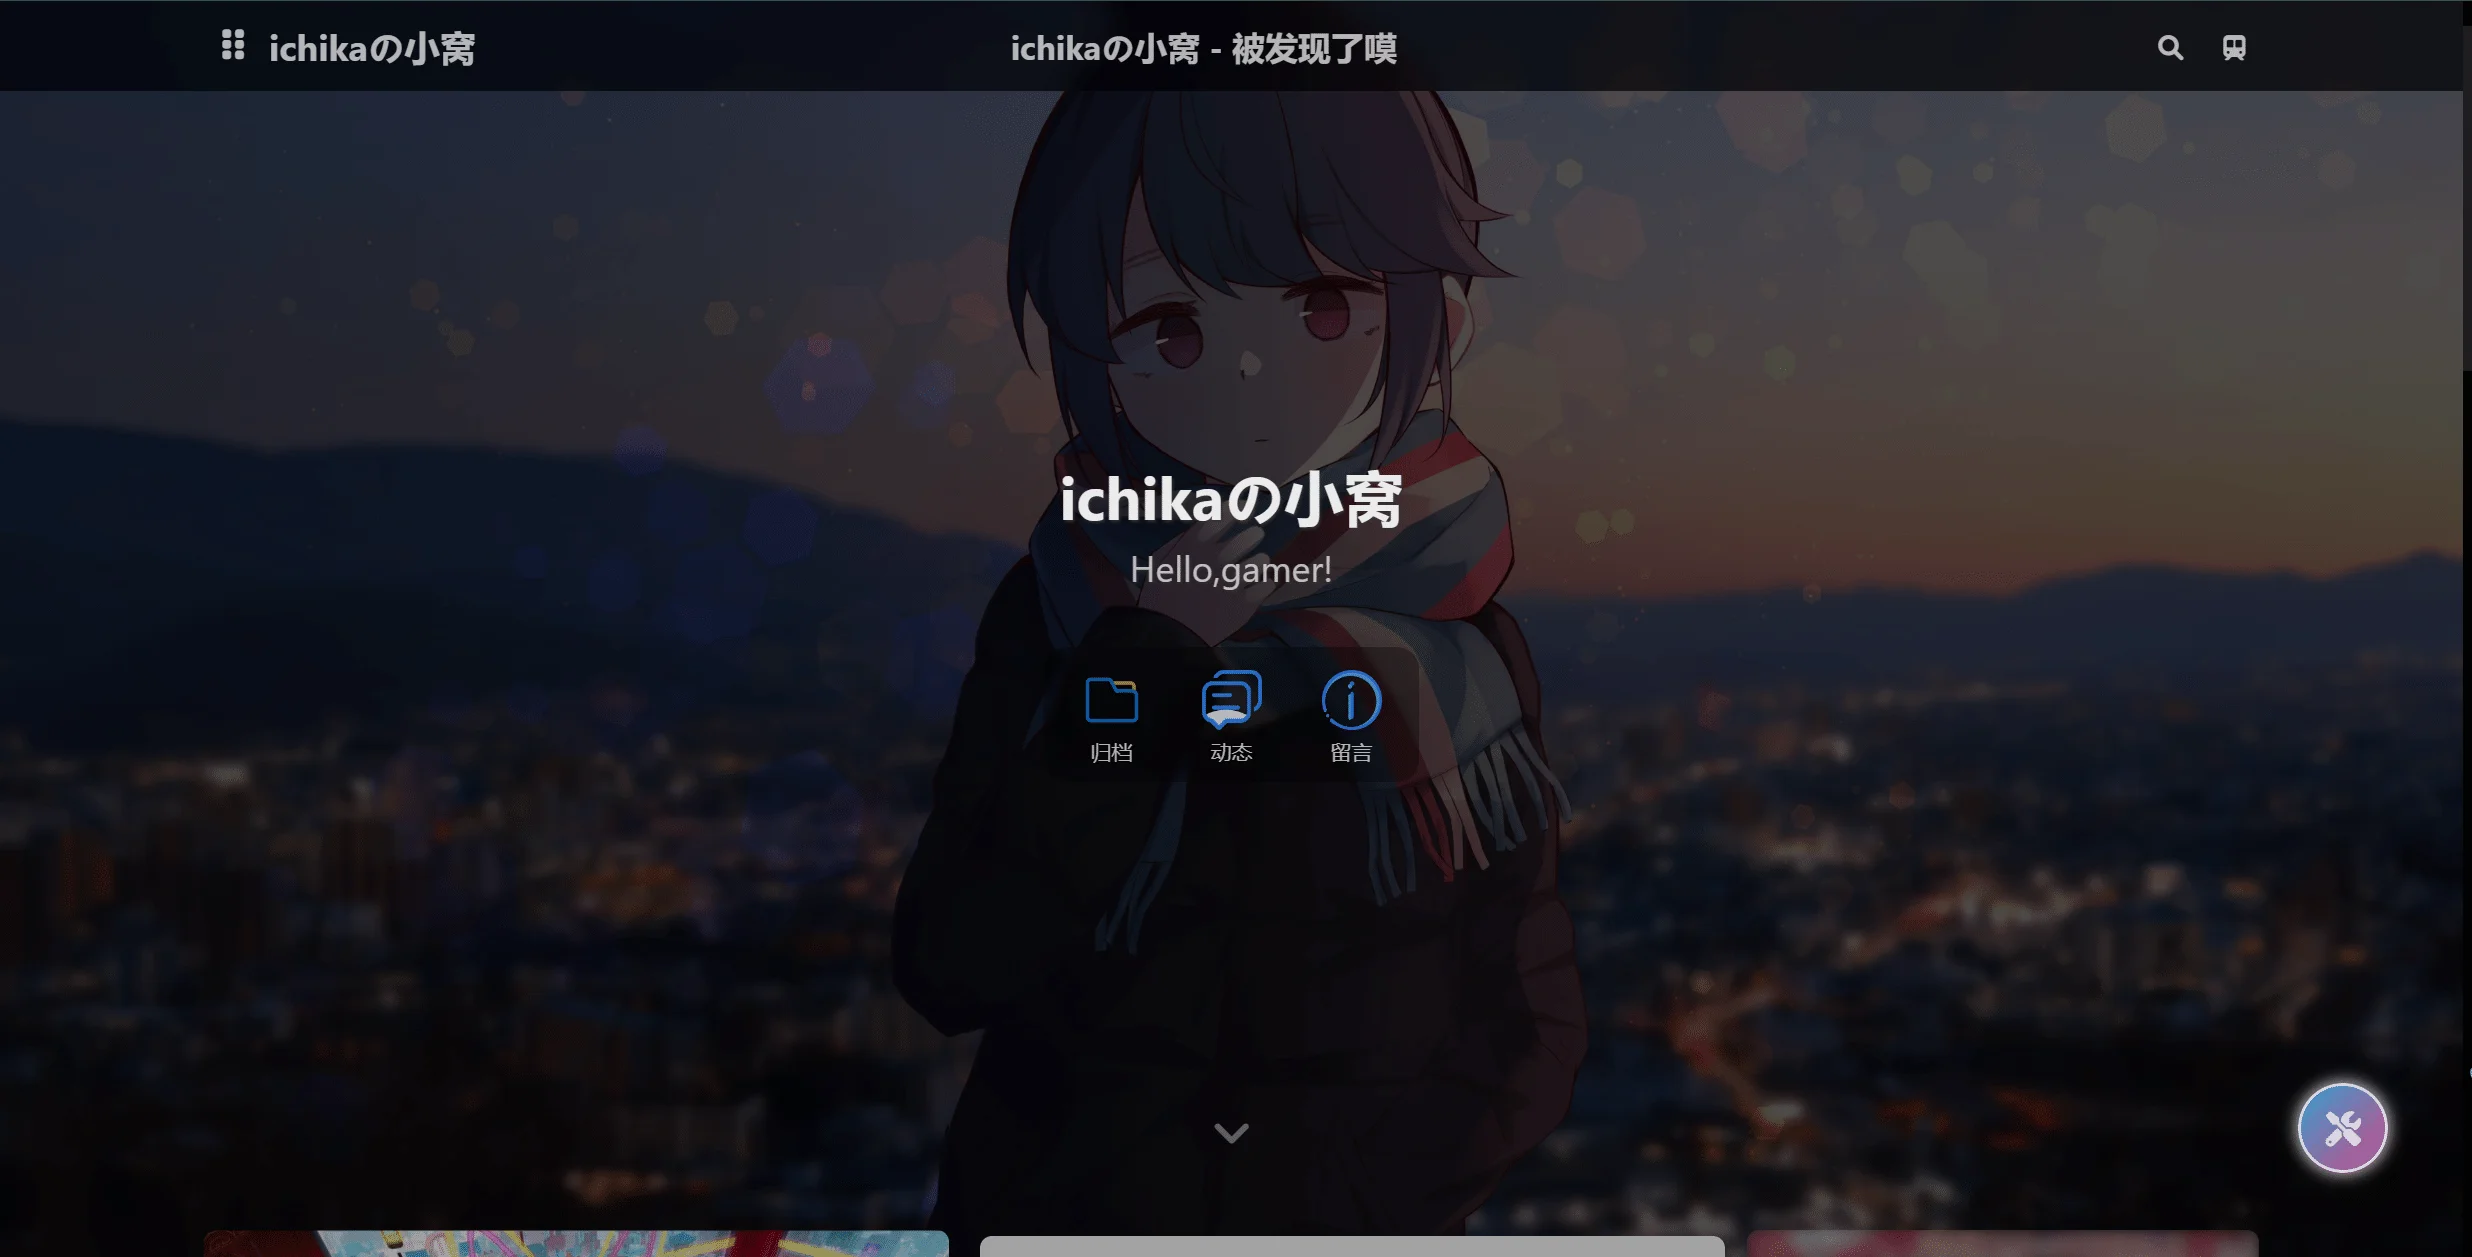 ichikaの小窝
ichikaの小窝 - 被发现了嘆
ichikaの小窝
Hello,gamer!
归档
动态
留言